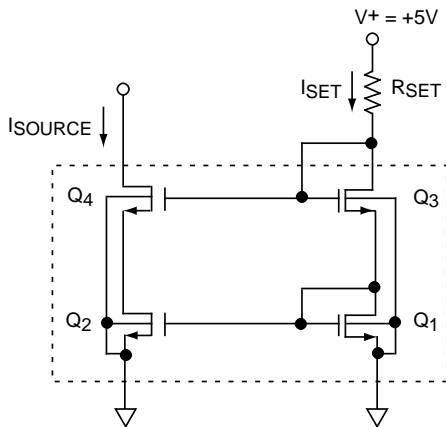 V+ = +5V
ISET
RSET
ISOURCE
Q4
Q3
Q2
Q1